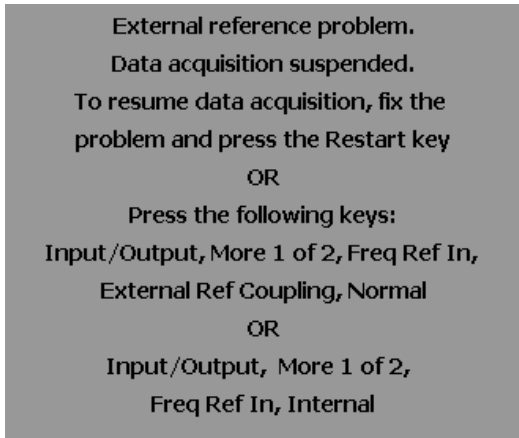 External reference problem.
Data acquisition suspended.
To resume data acquisition, fix the
problem and press the Restart key
OR
Press the following keys:
Input/Output, More 1 of 2, Freq Ref In,
External Ref Coupling, Normal
OR
Input/Output, More 1 of 2,
Freq Ref In, Internal